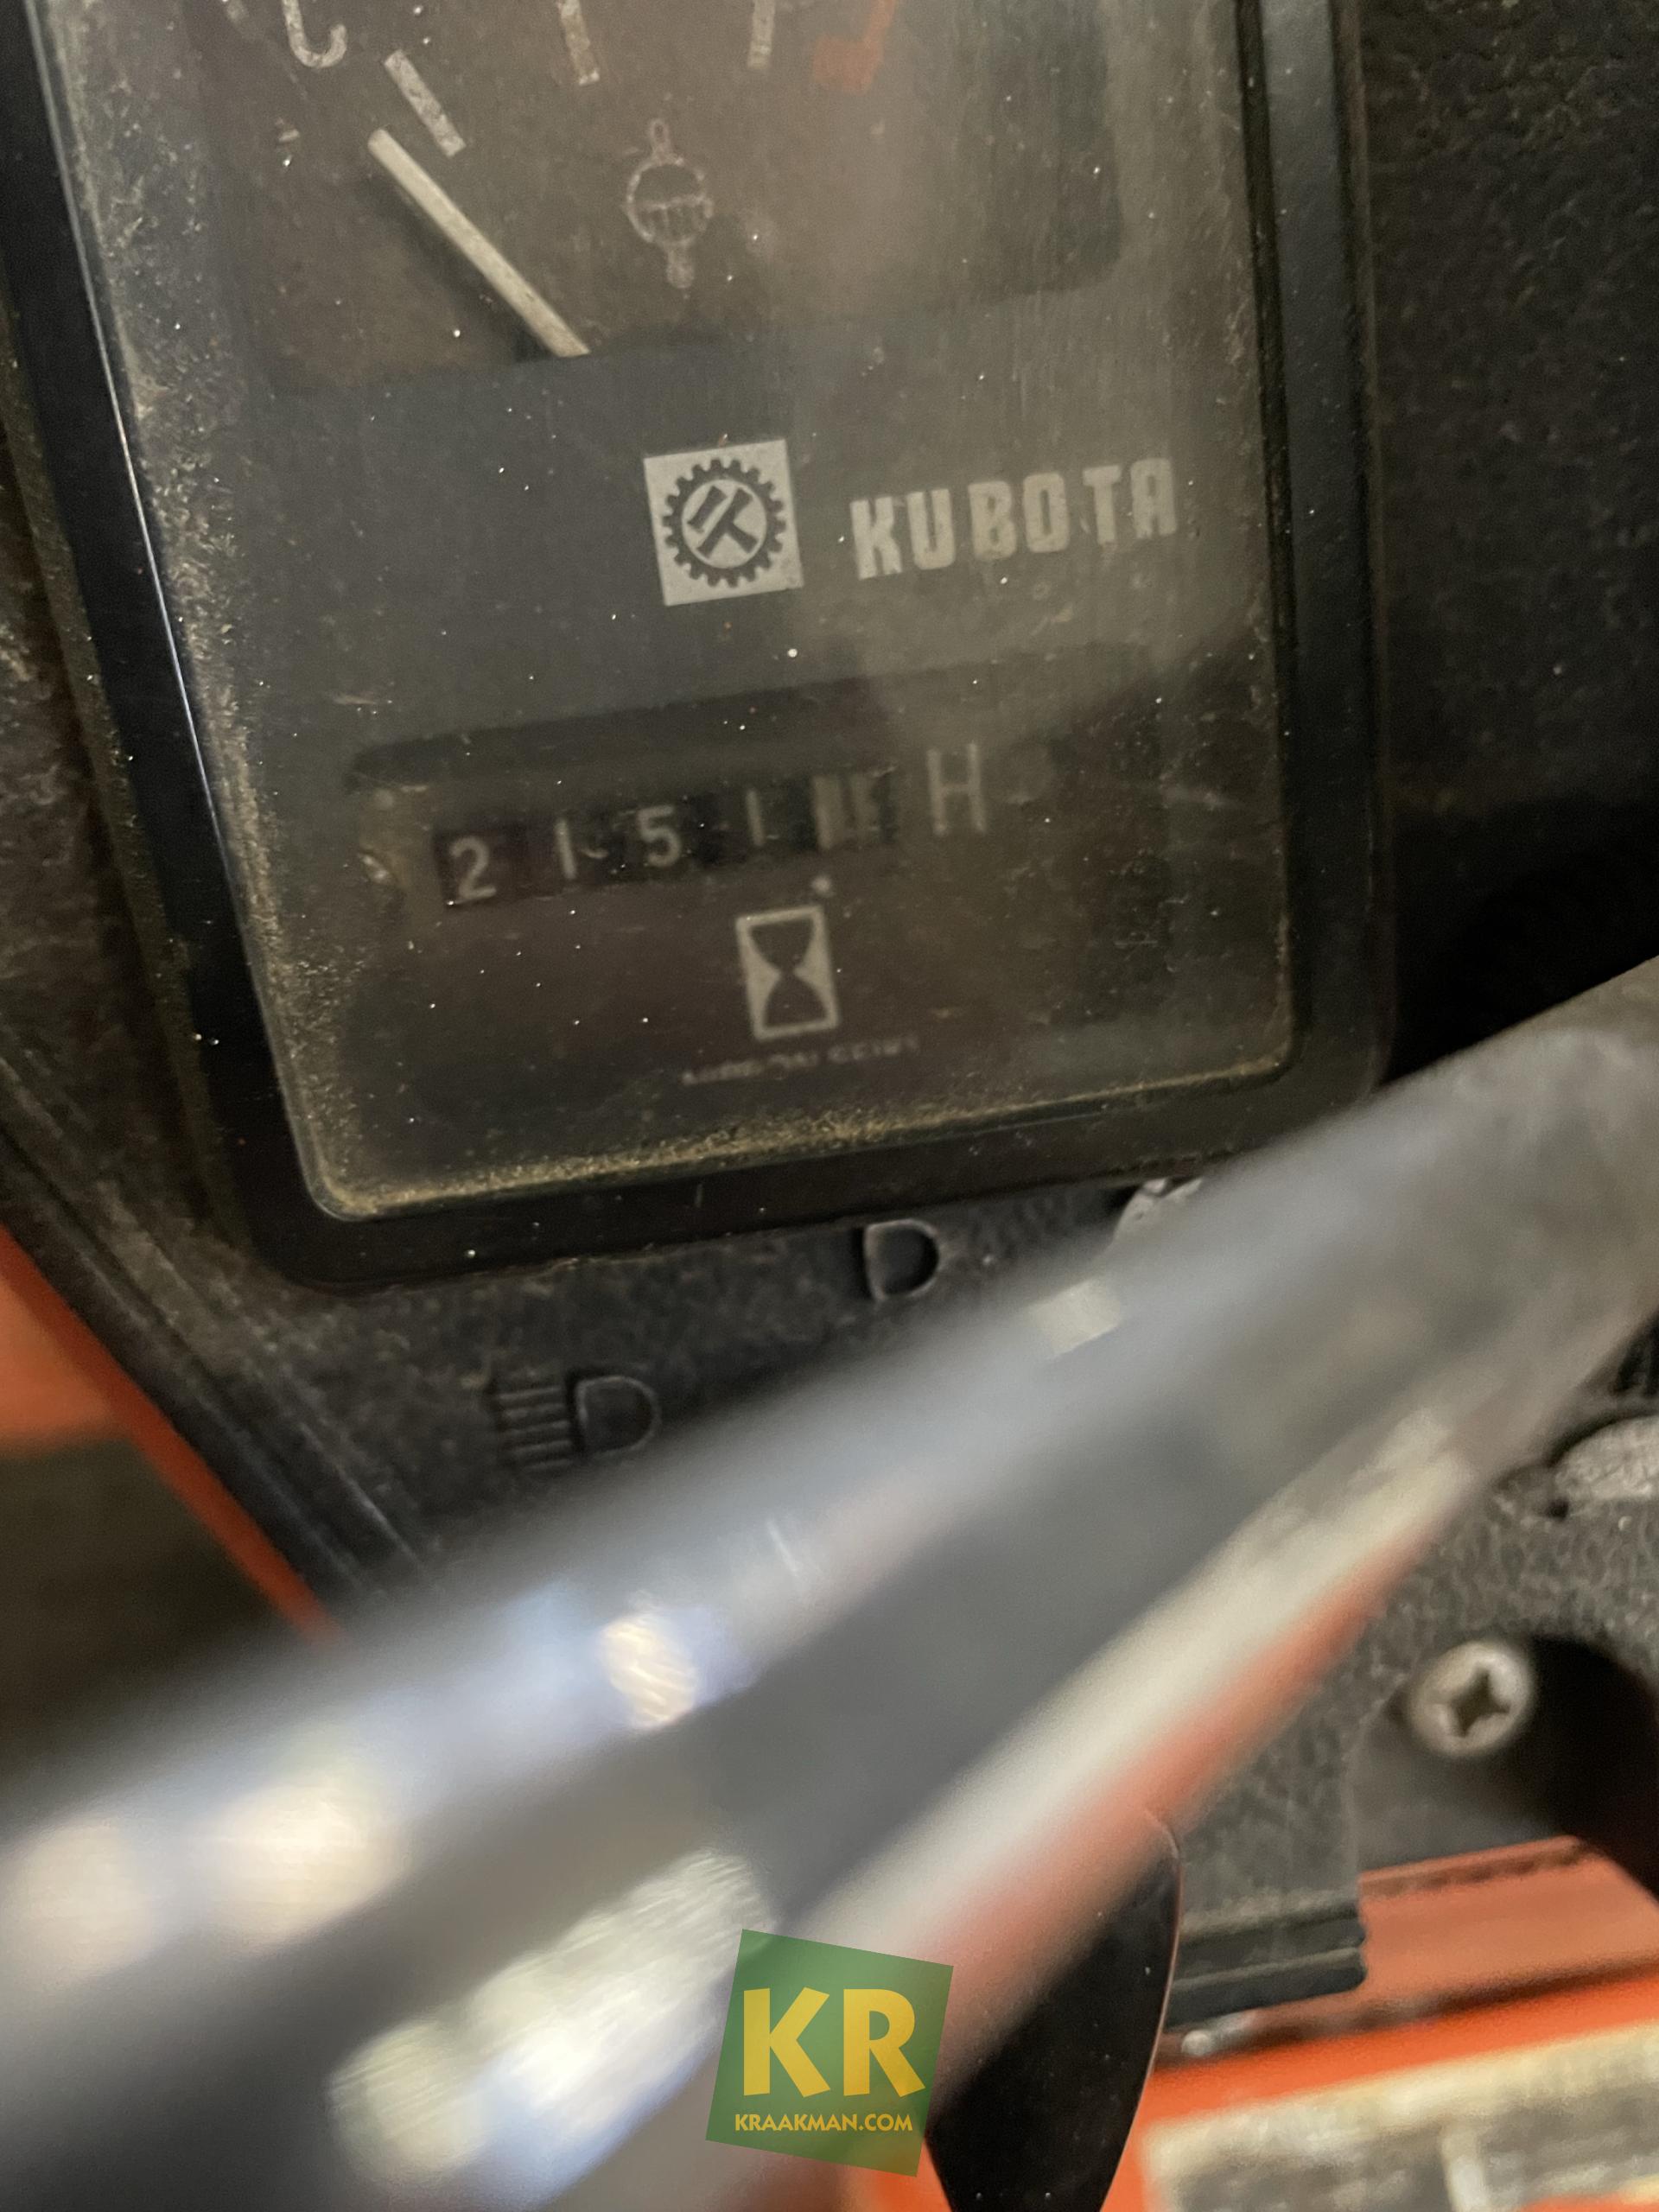 C
KUBOTA
2151 H
KR
KRAAKMAN.COM